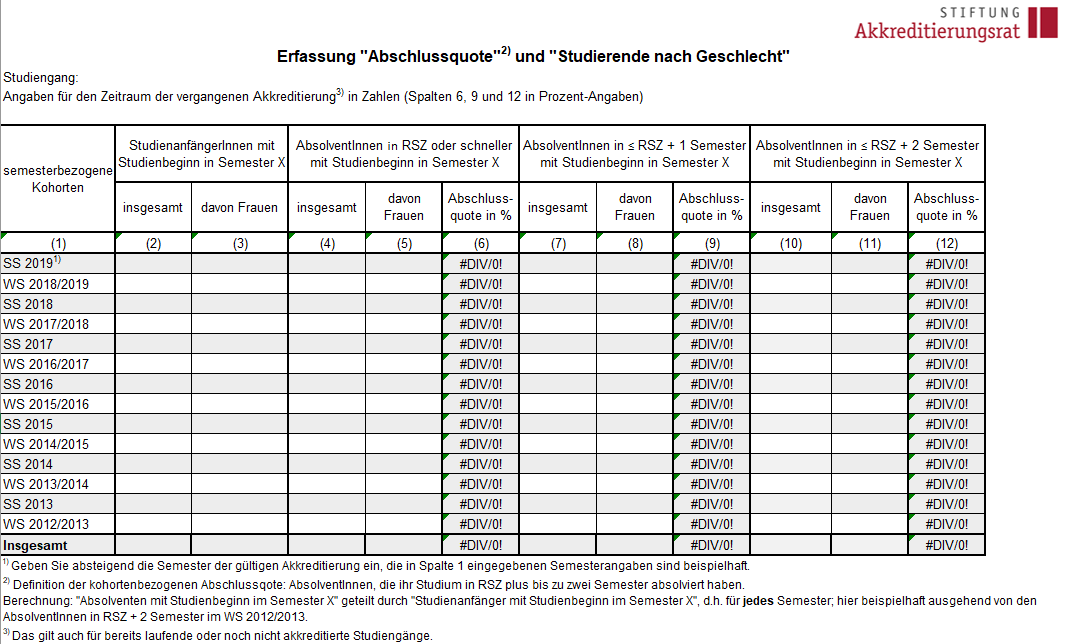 STIFTUNG
Akkreditierungsrat
Erfassung "Abschlussquote"2) und "Studierende nach Geschlecht"
Studiengang:
Angaben für den Zeitraum der vergangenen Akkreditierung3) in Zahlen (Spalten 6, 9 und 12 in Prozent-Angaben)
semesterbezogene Kohorten | StudienanfängerInnen mit Studienbeginn in Semester X | AbsolventInnen in RSZ oder schneller mit Studienbeginn in Semester X | AbsolventInnen in ≤ RSZ + 1 Semester mit Studienbeginn in Semester X | AbsolventInnen in ≤ RSZ + 2 Semester mit Studienbeginn in Semester X
insgesamt | davon Frauen | insgesamt | davon Frauen | Abschluss-quote in % | insgesamt | davon Frauen | Abschluss-quote in % | insgesamt | davon Frauen | Abschluss-quote in %
(1) (2) (3) (4) (5) (6) (7) (8) (9) (10) (11) (12)
SS 20191) #DIV/0! #DIV/0! #DIV/0!
WS 2018/2019 #DIV/0! #DIV/0! #DIV/0!
SS 2018 #DIV/0! #DIV/0! #DIV/0!
WS 2017/2018 #DIV/0! #DIV/0! #DIV/0!
SS 2017 #DIV/0! #DIV/0! #DIV/0!
WS 2016/2017 #DIV/0! #DIV/0! #DIV/0!
SS 2016 #DIV/0! #DIV/0! #DIV/0!
WS 2015/2016 #DIV/0! #DIV/0! #DIV/0!
SS 2015 #DIV/0! #DIV/0! #DIV/0!
WS 2014/2015 #DIV/0! #DIV/0! #DIV/0!
SS 2014 #DIV/0! #DIV/0! #DIV/0!
WS 2013/2014 #DIV/0! #DIV/0! #DIV/0!
SS 2013 #DIV/0! #DIV/0! #DIV/0!
WS 2012/2013 #DIV/0! #DIV/0! #DIV/0!
Insgesamt #DIV/0! #DIV/0! #DIV/0!
1) Geben Sie absteigend die Semester der gültigen Akkreditierung ein, die in Spalte 1 eingegebenen Semesterangaben sind beispielhaft.
2) Definition der kohortenbezogenen Abschlussqote: AbsolventInnen, die ihr Studium in RSZ plus bis zu zwei Semester absolviert haben.
Berechnung: "Absolventen mit Studienbeginn im Semester X" geteilt durch "Studienanfänger mit Studienbeginn im Semester X", d.h. für jedes Semester; hier beispielhaft ausgehend von den
AbsolventInnen in RSZ + 2 Semester im WS 2012/2013.
3) Das gilt auch für bereits laufende oder noch nicht akkreditierte Studiengänge.